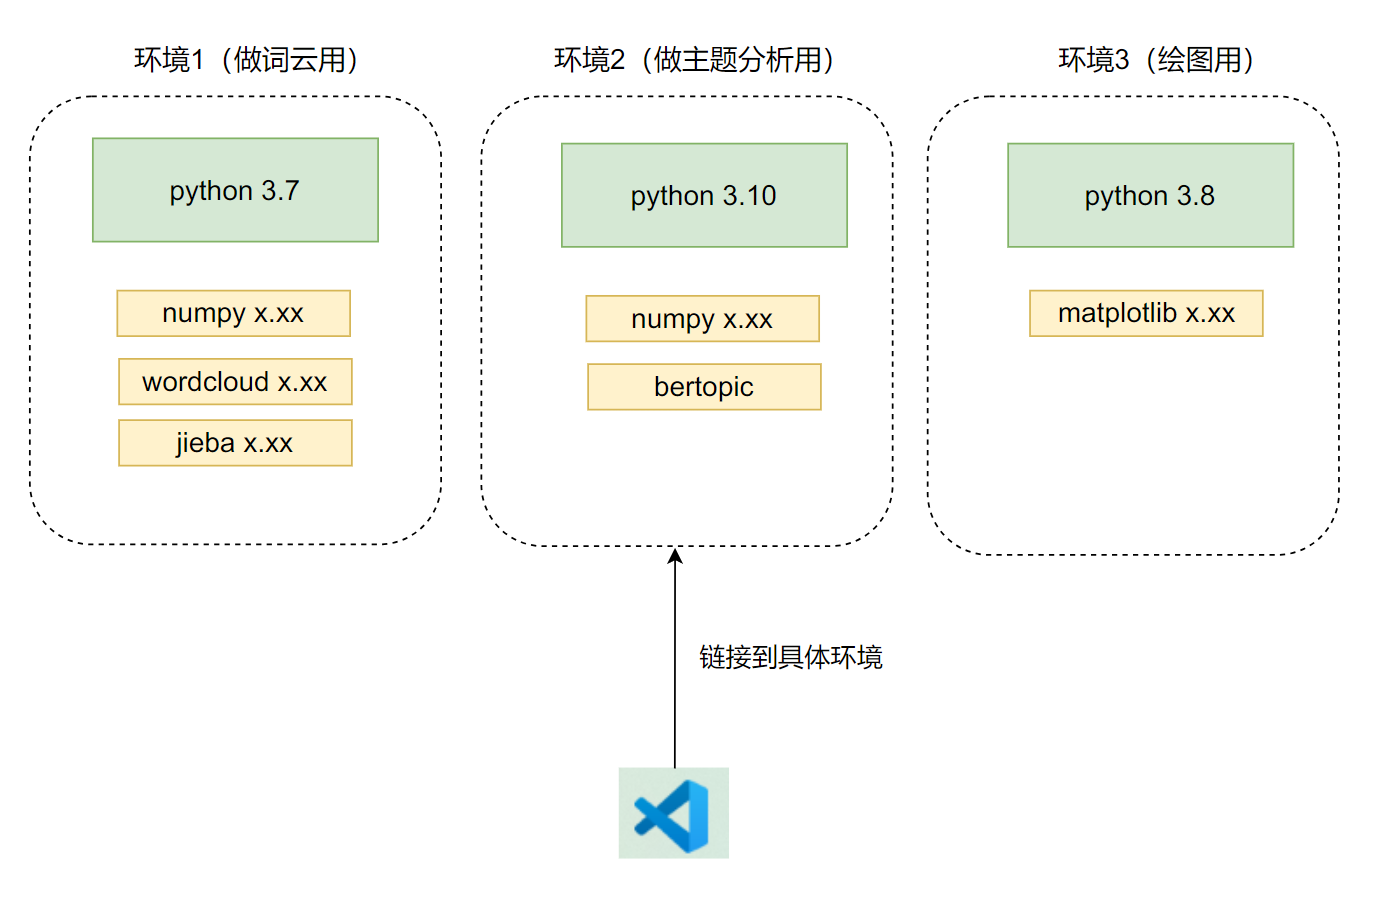 环境1（做词云用）
python 3.7
numpy x.xx
wordcloud x.xx
jieba x.xx
环境2（做主题分析用）
python 3.10
numpy x.xx
bertopic
环境3（绘图用）
python 3.8
matplotlib x.xx
链接到具体环境